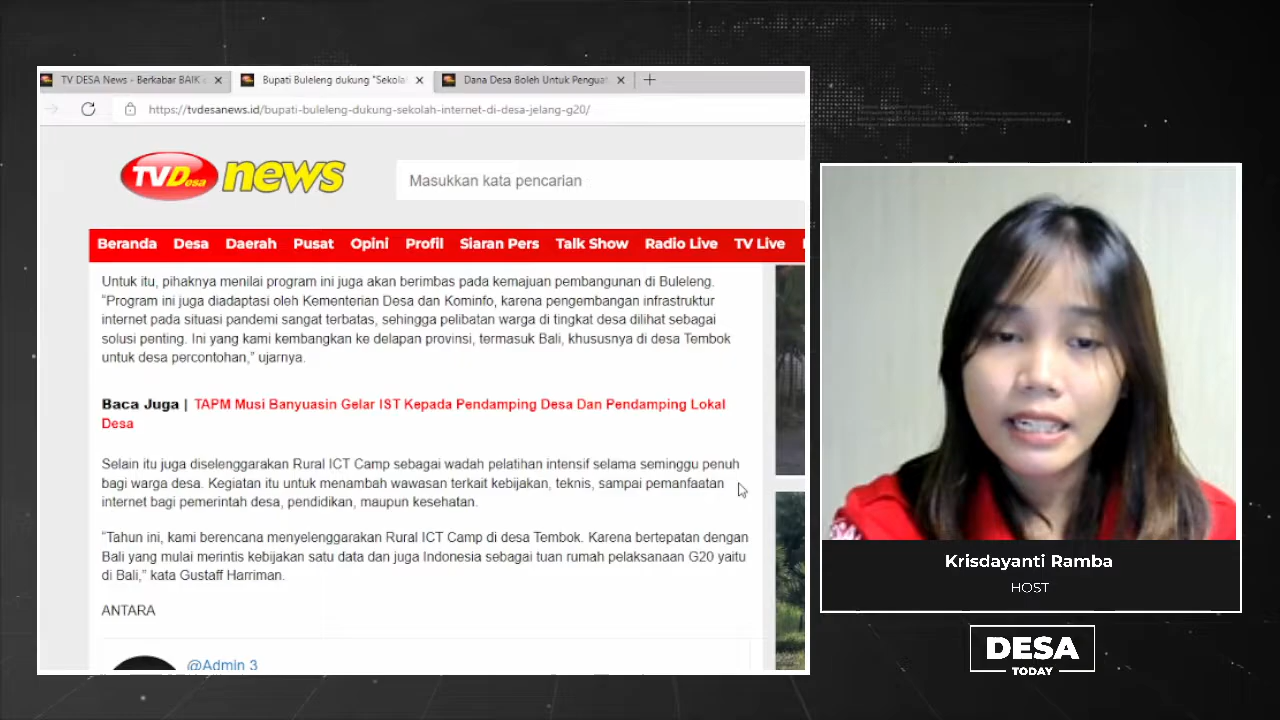 TV DESA News - Berkabar BAIK
Bupati Buleleng dukung "Sekola
Dana Desa Boleh Untuk Pengua
https://tvdesanews.id/bupati-buleleng-dukung-sekolah-internet-di-desa-jelang-g20/
TVDesa news
Masukkan kata pencarian
Beranda Desa Daerah Pusat Opini Profil Siaran Pers Talk Show Radio Live TV Live
Untuk itu, pihaknya menilai program ini juga akan berimbas pada kemajuan pembangunan di Buleleng.
“Program ini juga diadaptasi oleh Kementerian Desa dan Kominfo, karena pengembangan infrastruktur
internet pada situasi pandemi sangat terbatas, sehingga pelibatan warga di tingkat desa dilihat sebagai
solusi penting. Ini yang kami kembangkan ke delapan provinsi, termasuk Bali, khususnya di desa Tembok
untuk desa percontohan,” ujarnya.
Baca Juga | TAPM Musi Banyuasin Gelar IST Kepada Pendamping Desa Dan Pendamping Lokal
Desa
Selain itu juga diselenggarakan Rural ICT Camp sebagai wadah pelatihan intensif selama seminggu penuh
bagi warga desa. Kegiatan itu untuk menambah wawasan terkait kebijakan, teknis, sampai pemanfaatan
internet bagi pemerintah desa, pendidikan, maupun kesehatan.
“Tahun ini, kami berencana menyelenggarakan Rural ICT Camp di desa Tembok. Karena bertepatan dengan
Bali yang mulai merintis kebijakan satu data dan juga Indonesia sebagai tuan rumah pelaksanaan G20 yaitu
di Bali,” kata Gustaff Harriman.
ANTARA
@Admin 3
Krisdayanti Ramba
HOST
DESA
TODAY